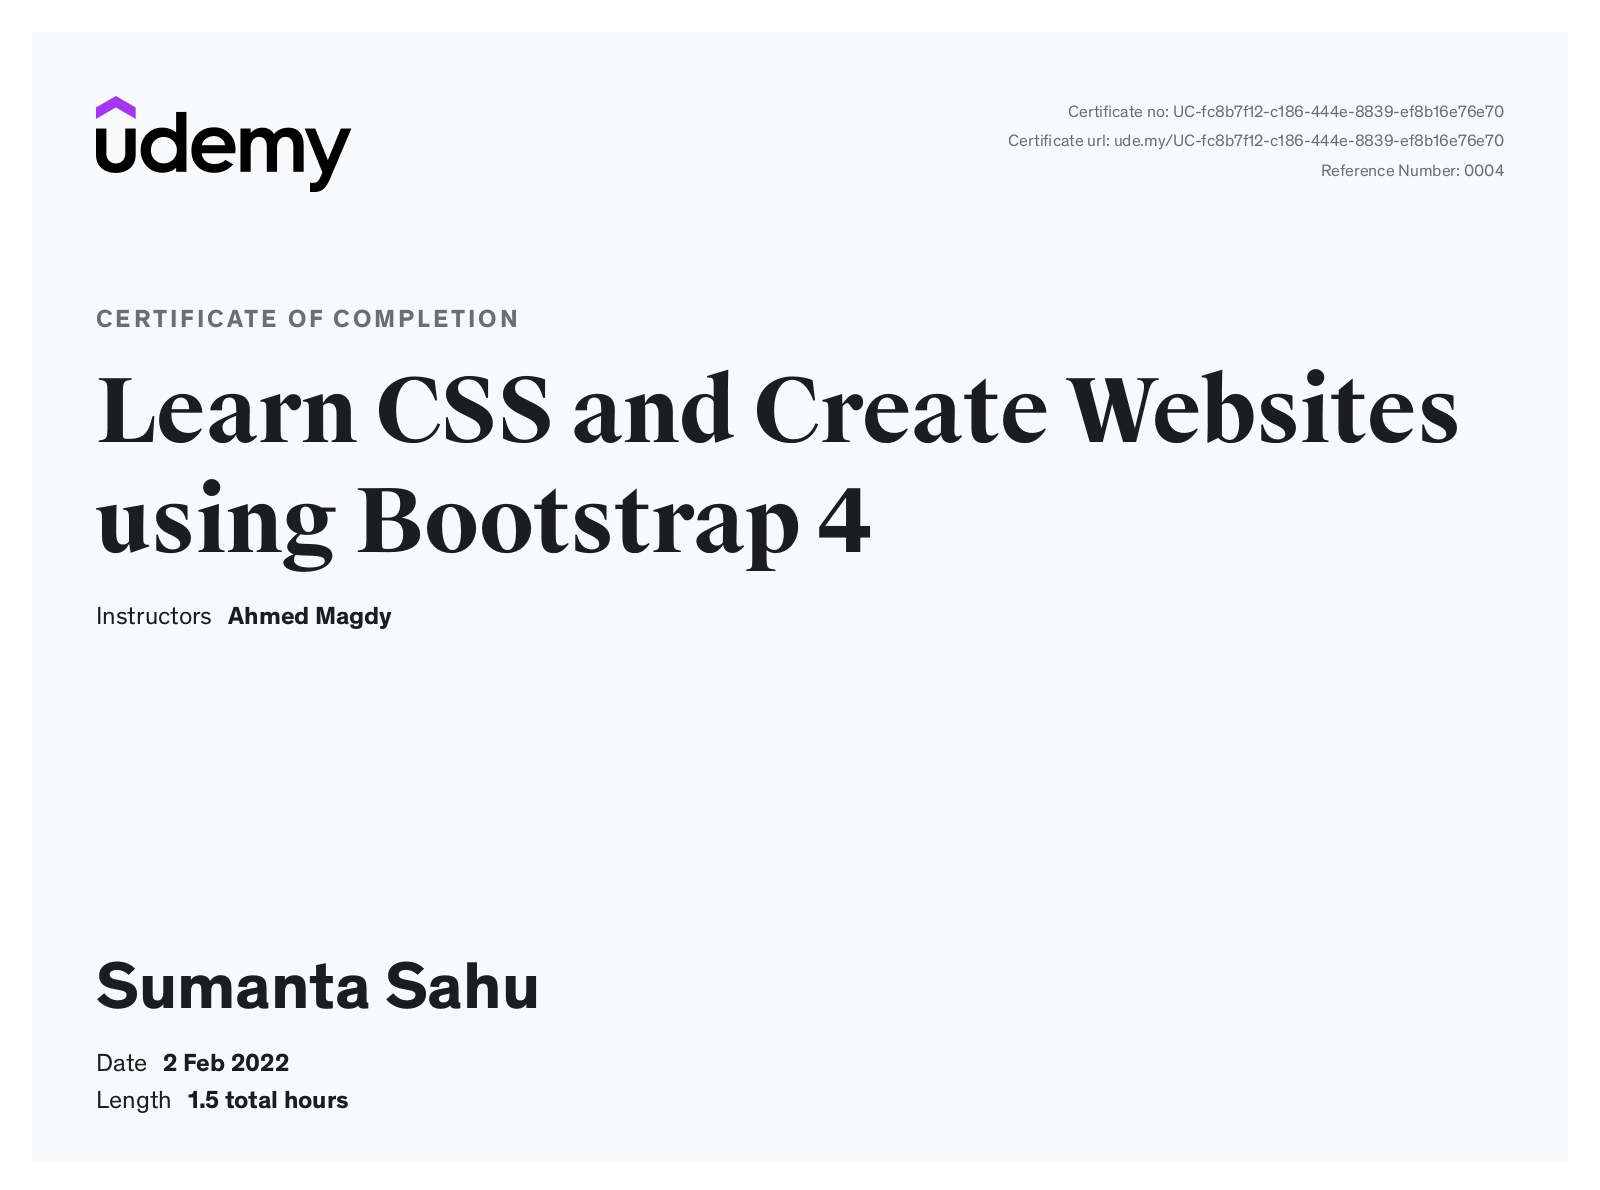 udemy
Certificate no: UC-fc8b7f12-c186-444e-8839-ef8b16e76e70
Certificate url: ude.my/UC-fc8b7f12-c186-444e-8839-ef8b16e76e70
Reference Number: 0004
CERTIFICATE OF COMPLETION
Learn CSS and Create Websites
using Bootstrap 4
Instructors Ahmed Magdy
Sumanta Sahu
Date 2 Feb 2022
Length 1.5 total hours